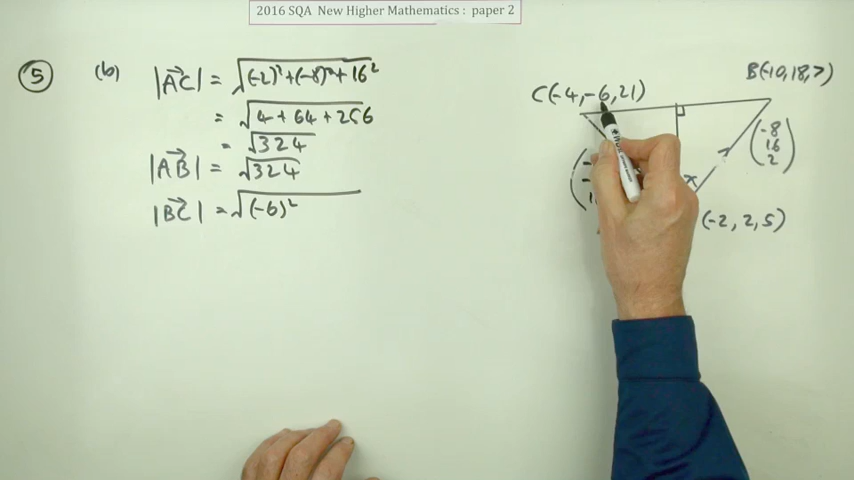 2016 SQA New Higher Mathematics : paper 2
5 (b) |AC→| = √(-2)²+(-8)²+16²
= √4+64+256
= √324
|AB→| = √324
|BC→| = √(-6)²
C(-4,-6,21)
B(-10,18,7)
(-8
16
2)
(-2, 2, 5)